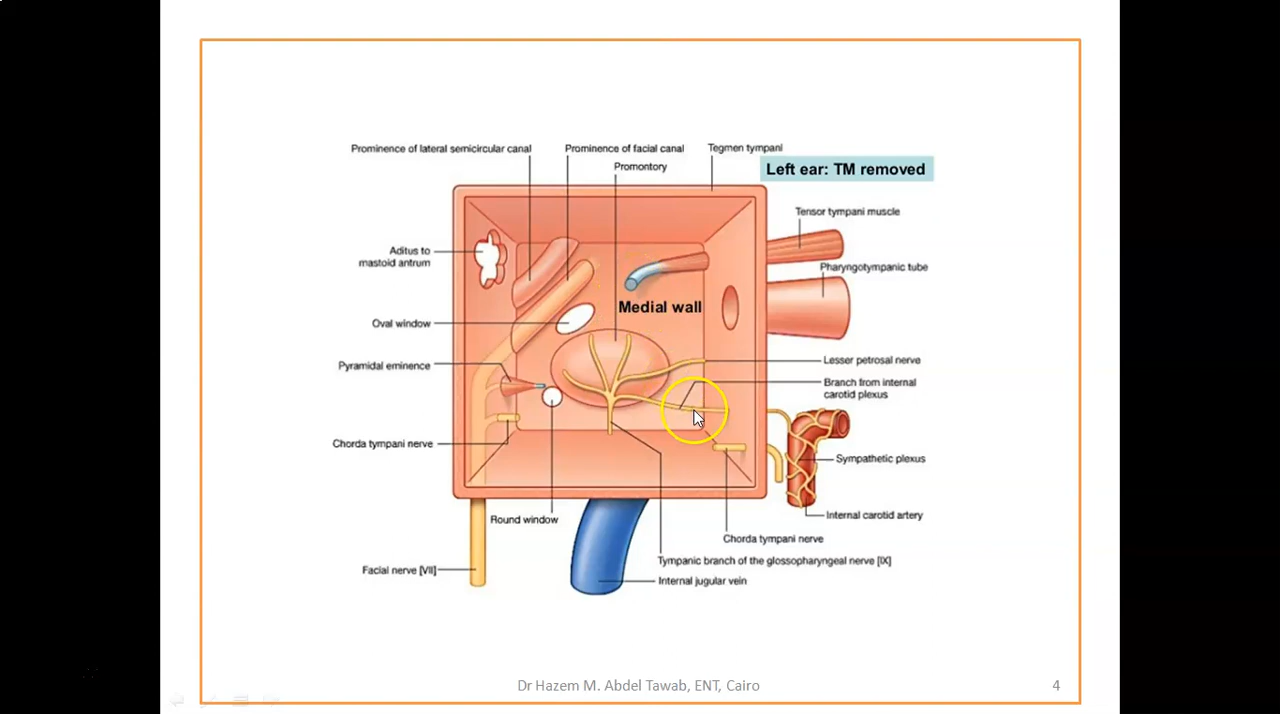 Prominence of lateral semicircular canal
Prominence of facial canal
Tegmen tympani
Promontory
Left ear: TM removed
Tensor tympani muscle
Aditus to
mastoid antrum
Pharyngotympanic tube
Medial wall
Oval window
Pyramidal eminence
Lesser petrosal nerve
Branch from internal
carotid plexus
Chorda tympani nerve
Sympathetic plexus
Round window
Internal carotid artery
Chorda tympani nerve
Tympanic branch of the glossopharyngeal nerve [IX]
Facial nerve [VII]
Internal jugular vein
Dr Hazem M. Abdel Tawab, ENT, Cairo
4